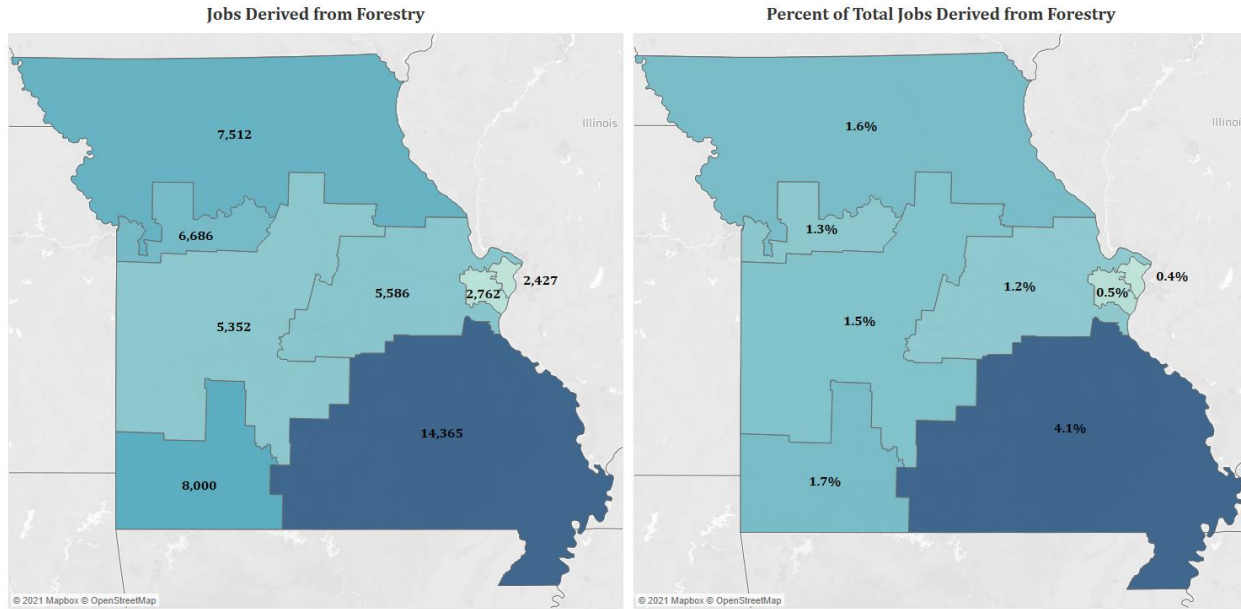 Jobs Derived from Forestry
7,512
Illinois
6,686
2,427
2,762
5,586
5,352
14,365
8,000
© 2021 Mapbox © OpenStreetMap
Percent of Total Jobs Derived from Forestry
1.6%
Illinois
1.3%
0.4%
0.5%
1.2%
1.5%
4.1%
1.7%
© 2021 Mapbox © OpenStreetMap